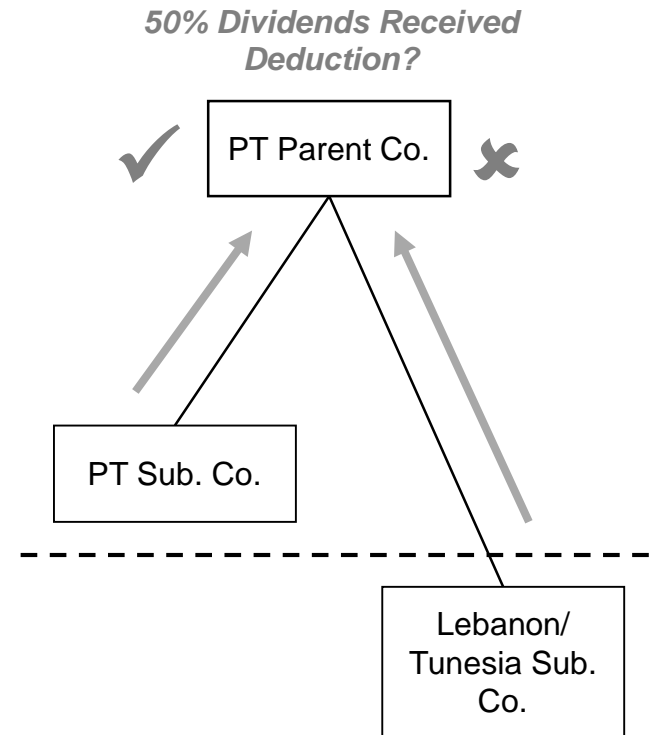 50% Dividends Received
Deduction?
PT Parent Co.
PT Sub. Co.
Lebanon/
Tunesia Sub.
Co.